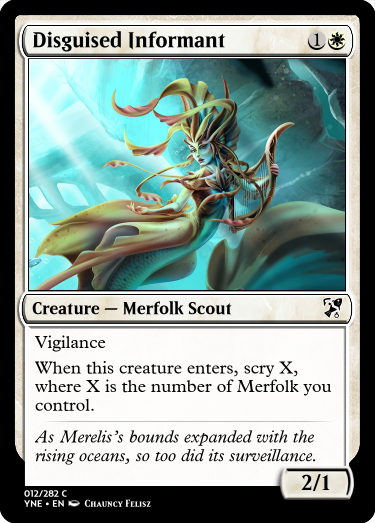 Disguised Informant 1
Creature — Merfolk Scout
Vigilance
When this creature enters, scry X,
where X is the number of Merfolk you
control.
As Merelis's bounds expanded with the
rising oceans, so too did its surveillance.
2/1
012/282 C
YNE • EN Chauncy Felisz